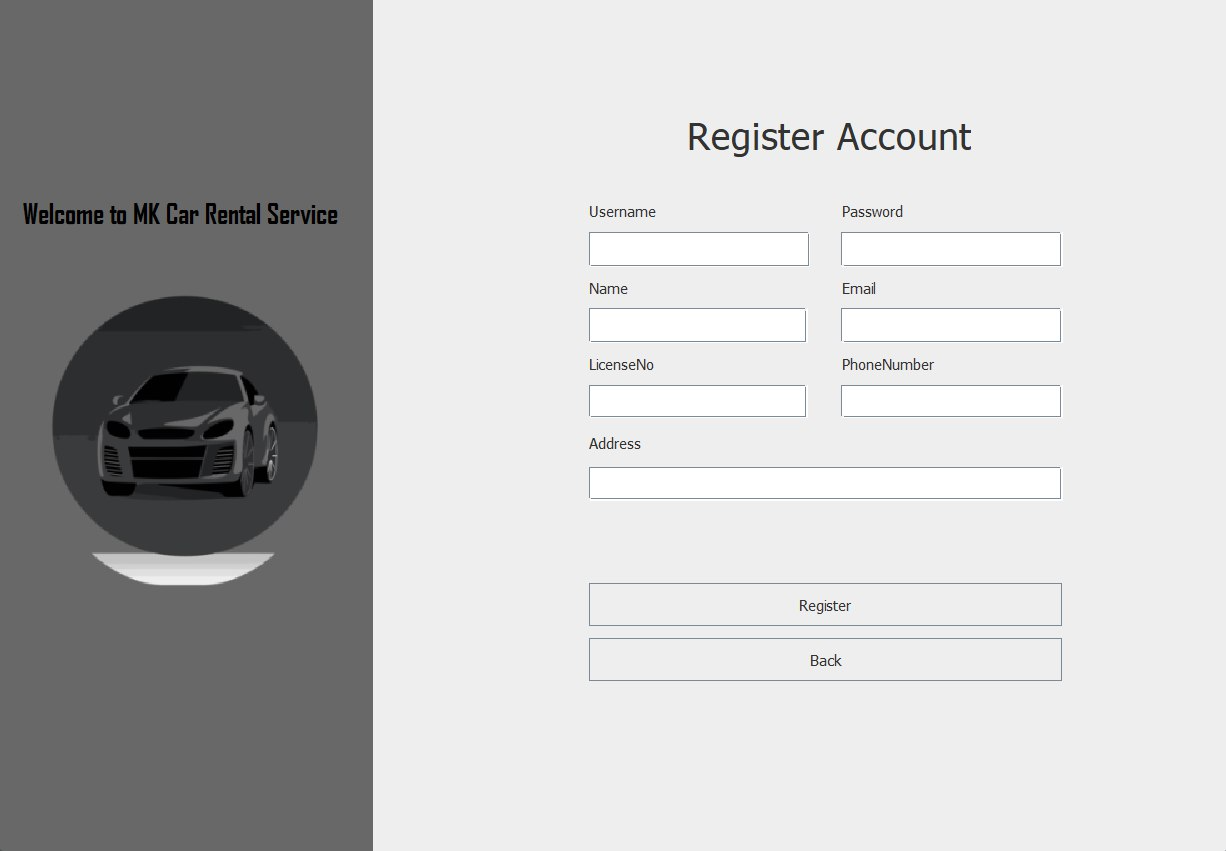 Welcome to MK Car Rental Service
Register Account
Username
Password
Name
Email
LicenseNo
PhoneNumber
Address
Register
Back